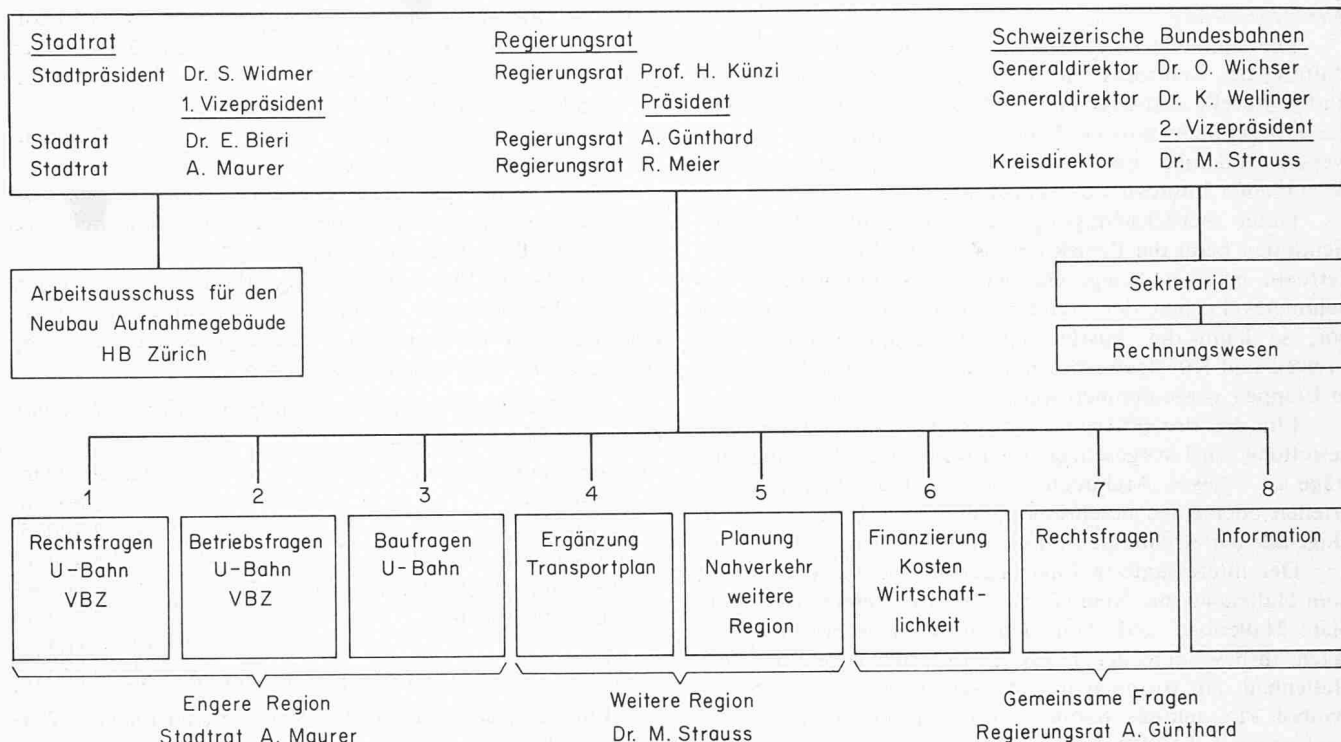 Stadtrat
Stadtpräsident Dr. S. Widmer
1. Vizepräsident
Stadtrat Dr. E. Bieri
Stadtrat A. Maurer
Regierungsrat
Regierungsrat Prof. H. Künzi
Präsident
Regierungsrat A. Günthard
Regierungsrat R. Meier
Schweizerische Bundesbahnen
Generaldirektor Dr. O. Wichser
Generaldirektor Dr. K. Wellinger
2. Vizepräsident
Kreisdirektor Dr. M. Strauss
Arbeitsausschuss für den
Neubau Aufnahmegebäude
HB Zürich
Sekretariat
Rechnungswesen
1
Rechtsfragen
U-Bahn
VBZ
2
Betriebsfragen
U-Bahn
VBZ
3
Baufragen
U-Bahn
4
Ergänzung
Transportplan
5
Planung
Nahverkehr
weitere
Region
6
Finanzierung
Kosten
Wirtschaft-
lichkeit
7
Rechtsfragen
8
Information
Engere Region
Stadtrat A. Maurer
Weitere Region
Dr. M. Strauss
Gemeinsame Fragen
Regierungsrat A. Günthard